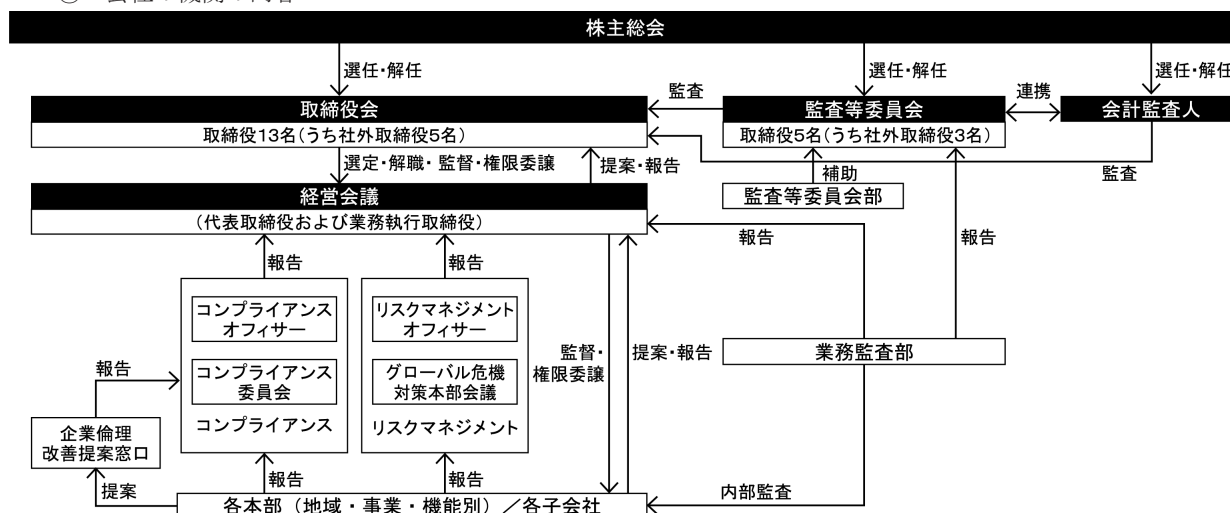 株主総会
選任・解任
選任・解任
選任・解任
取締役会
監査
監査等委員会
連携
会計監査人
取締役13名(うち社外取締役5名)
取締役5名(うち社外取締役3名)
選定・解職・監督・権限委譲
提案・報告
補助
監査
経営会議
監査等委員会部
(代表取締役および業務執行取締役)
報告
報告
報告
報告
コンプライアンス
オフィサー
リスクマネジメント
オフィサー
監督・
権限委譲
提案・報告
業務監査部
報告
コンプライアンス
委員会
グローバル危機
対策本部会議
コンプライアンス
リスクマネジメント
企業倫理
改善提案窓口
提案
報告
報告
内部監査
各本部（地域・事業・機能別）／各子会社